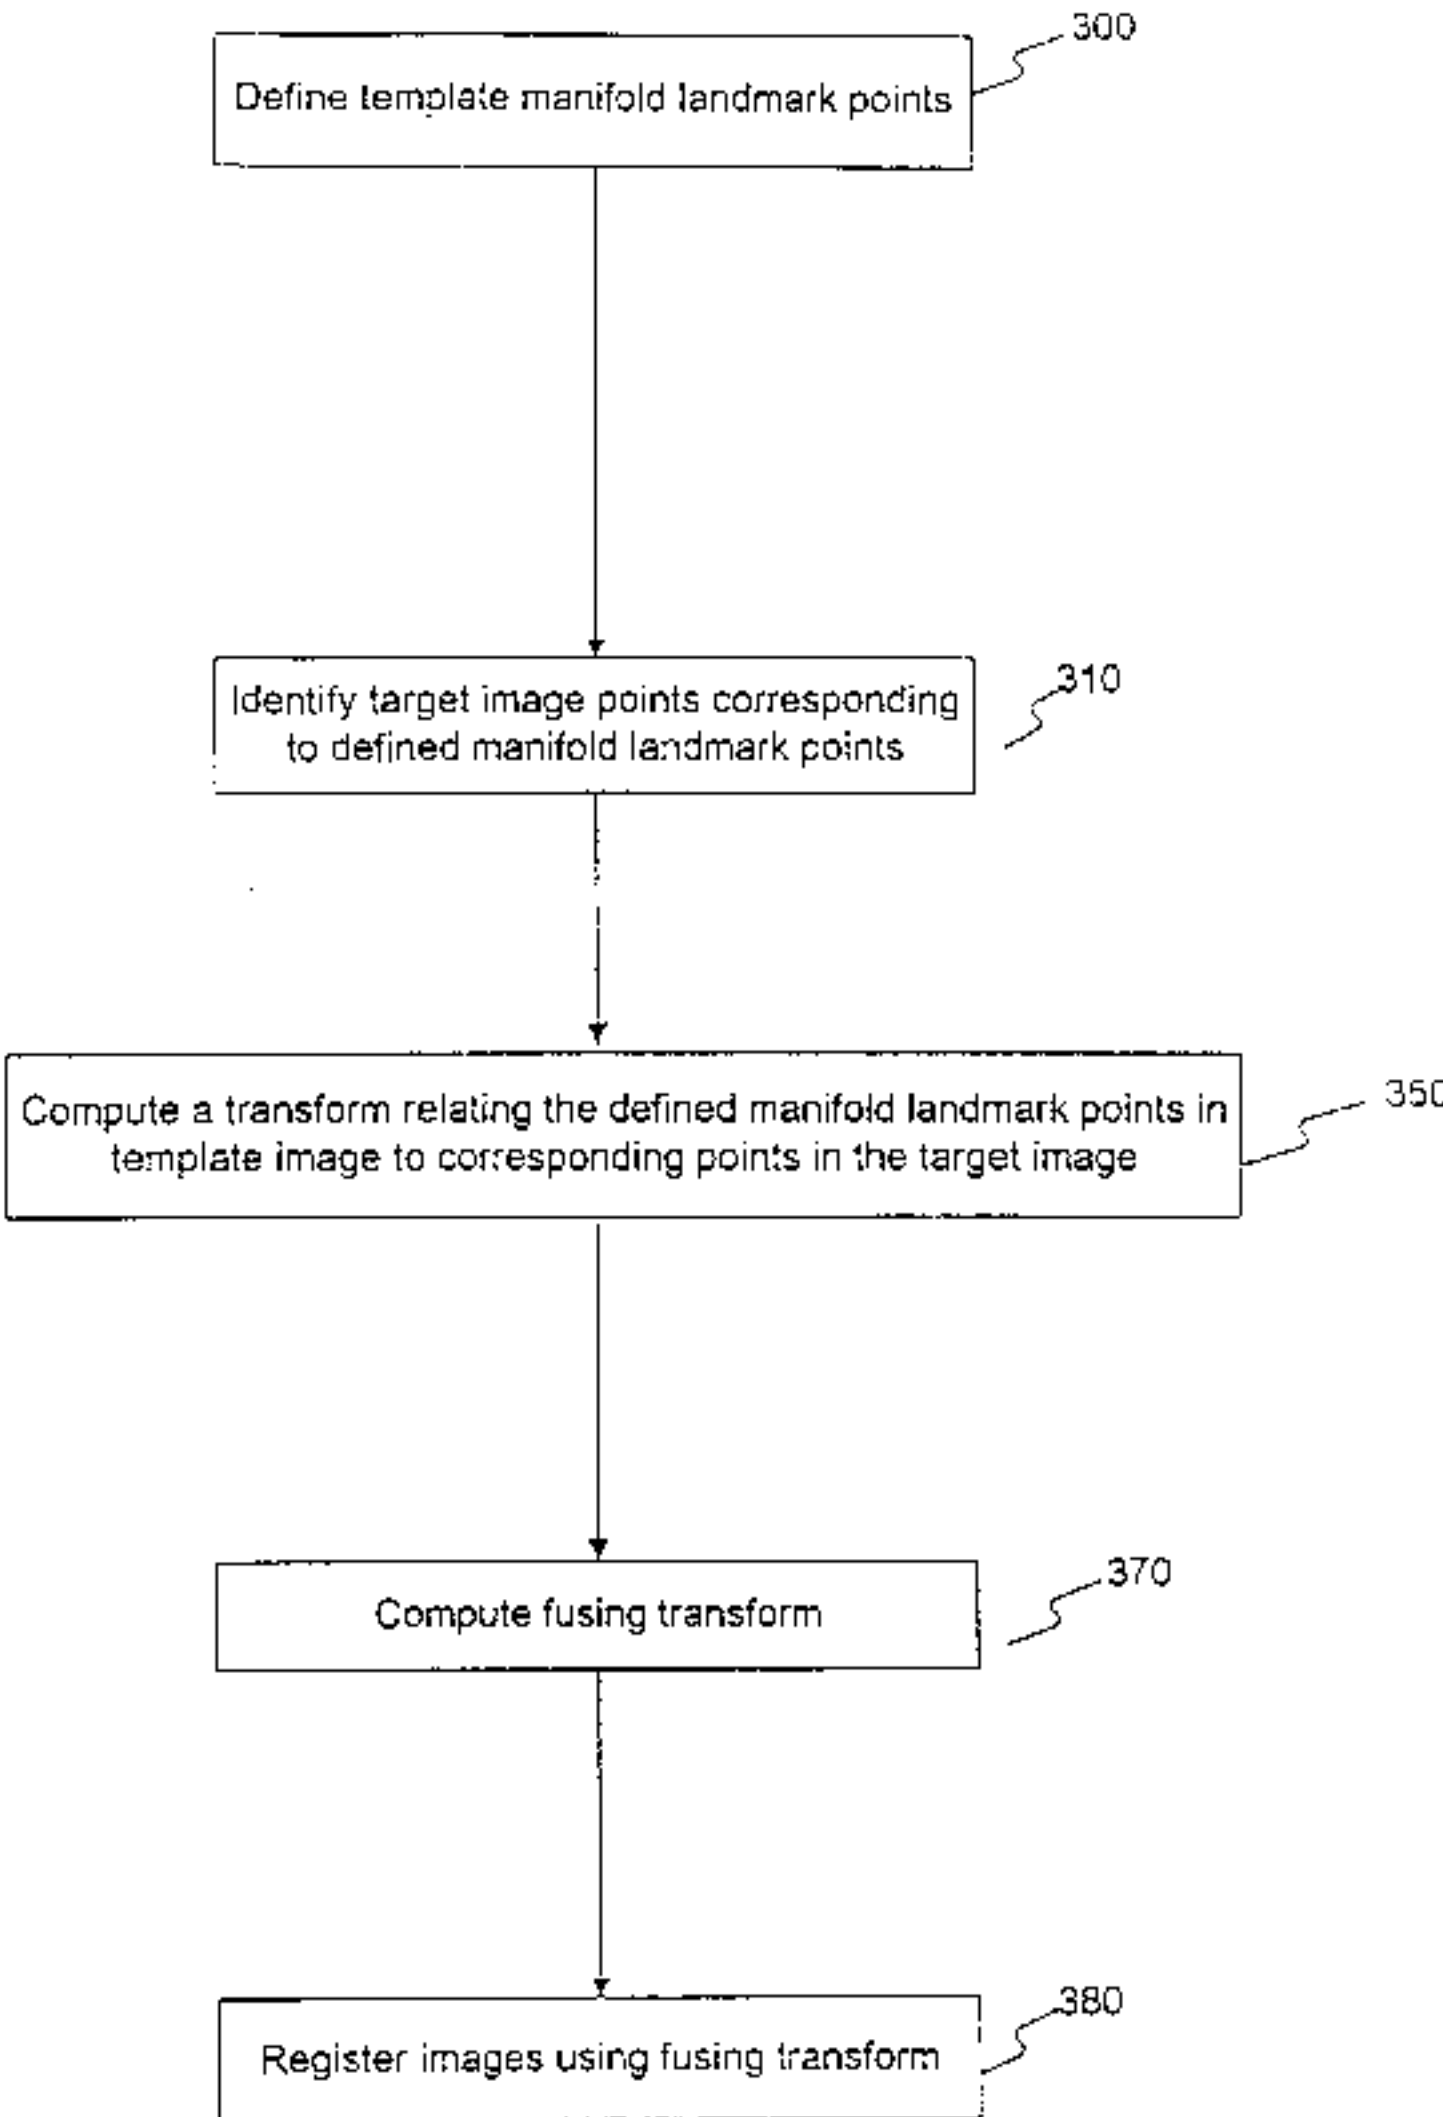 300
Define template manifold landmark points
310
Identify target image points corresponding
to defined manifold landmark points
350
Compute a transform relating the defined manifold landmark points in
template image to corresponding points in the target image
370
Compute fusing transform
380
Register images using fusing transform